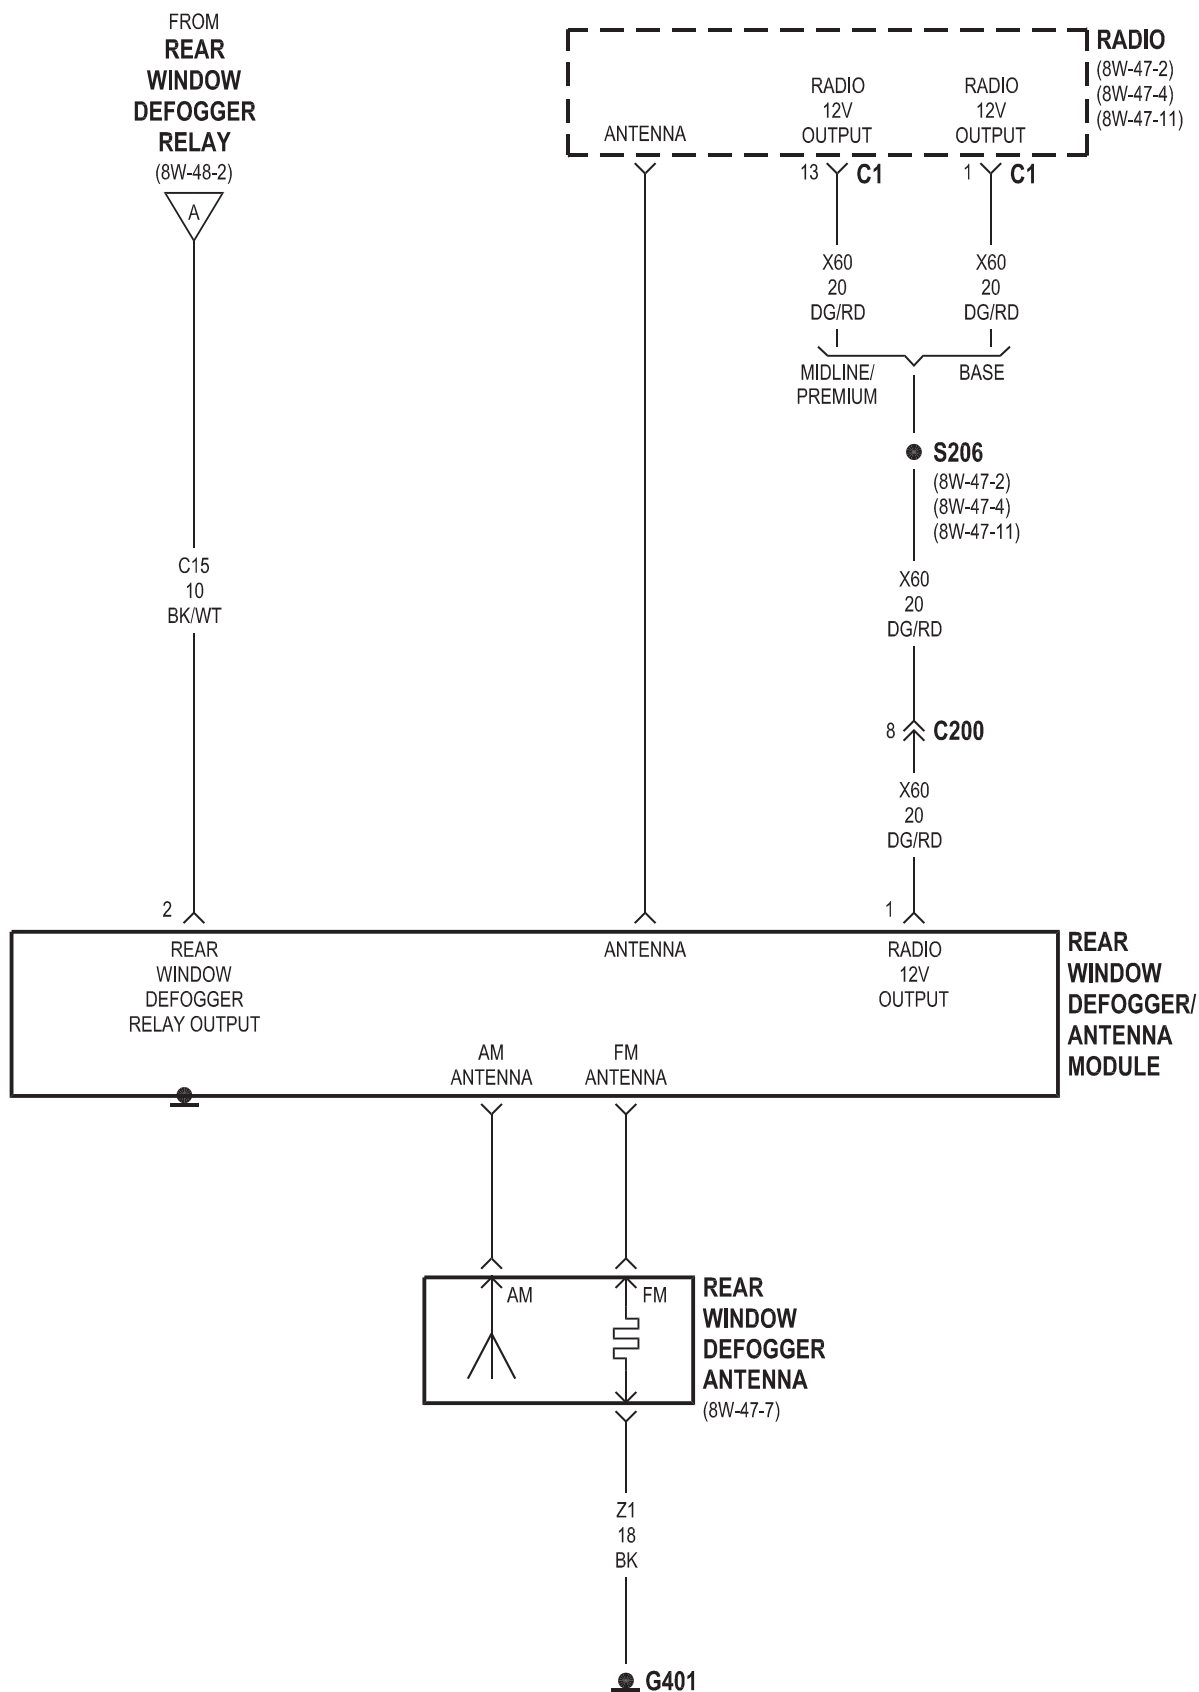 FROM
REAR
WINDOW
DEFOGGER
RELAY
(8W-48-2)
A
RADIO
(8W-47-2)
(8W-47-4)
(8W-47-11)
ANTENNA
RADIO
12V
OUTPUT
RADIO
12V
OUTPUT
13
C1
1
C1
X60
20
DG/RD
X60
20
DG/RD
MIDLINE/
PREMIUM
BASE
S206
(8W-47-2)
(8W-47-4)
(8W-47-11)
C15
10
BK/WT
X60
20
DG/RD
8
C200
X60
20
DG/RD
2
1
REAR
WINDOW
DEFOGGER
RELAY OUTPUT
ANTENNA
RADIO
12V
OUTPUT
REAR
WINDOW
DEFOGGER/
ANTENNA
MODULE
AM
ANTENNA
FM
ANTENNA
AM
FM
REAR
WINDOW
DEFOGGER
ANTENNA
(8W-47-7)
Z1
18
BK
G401